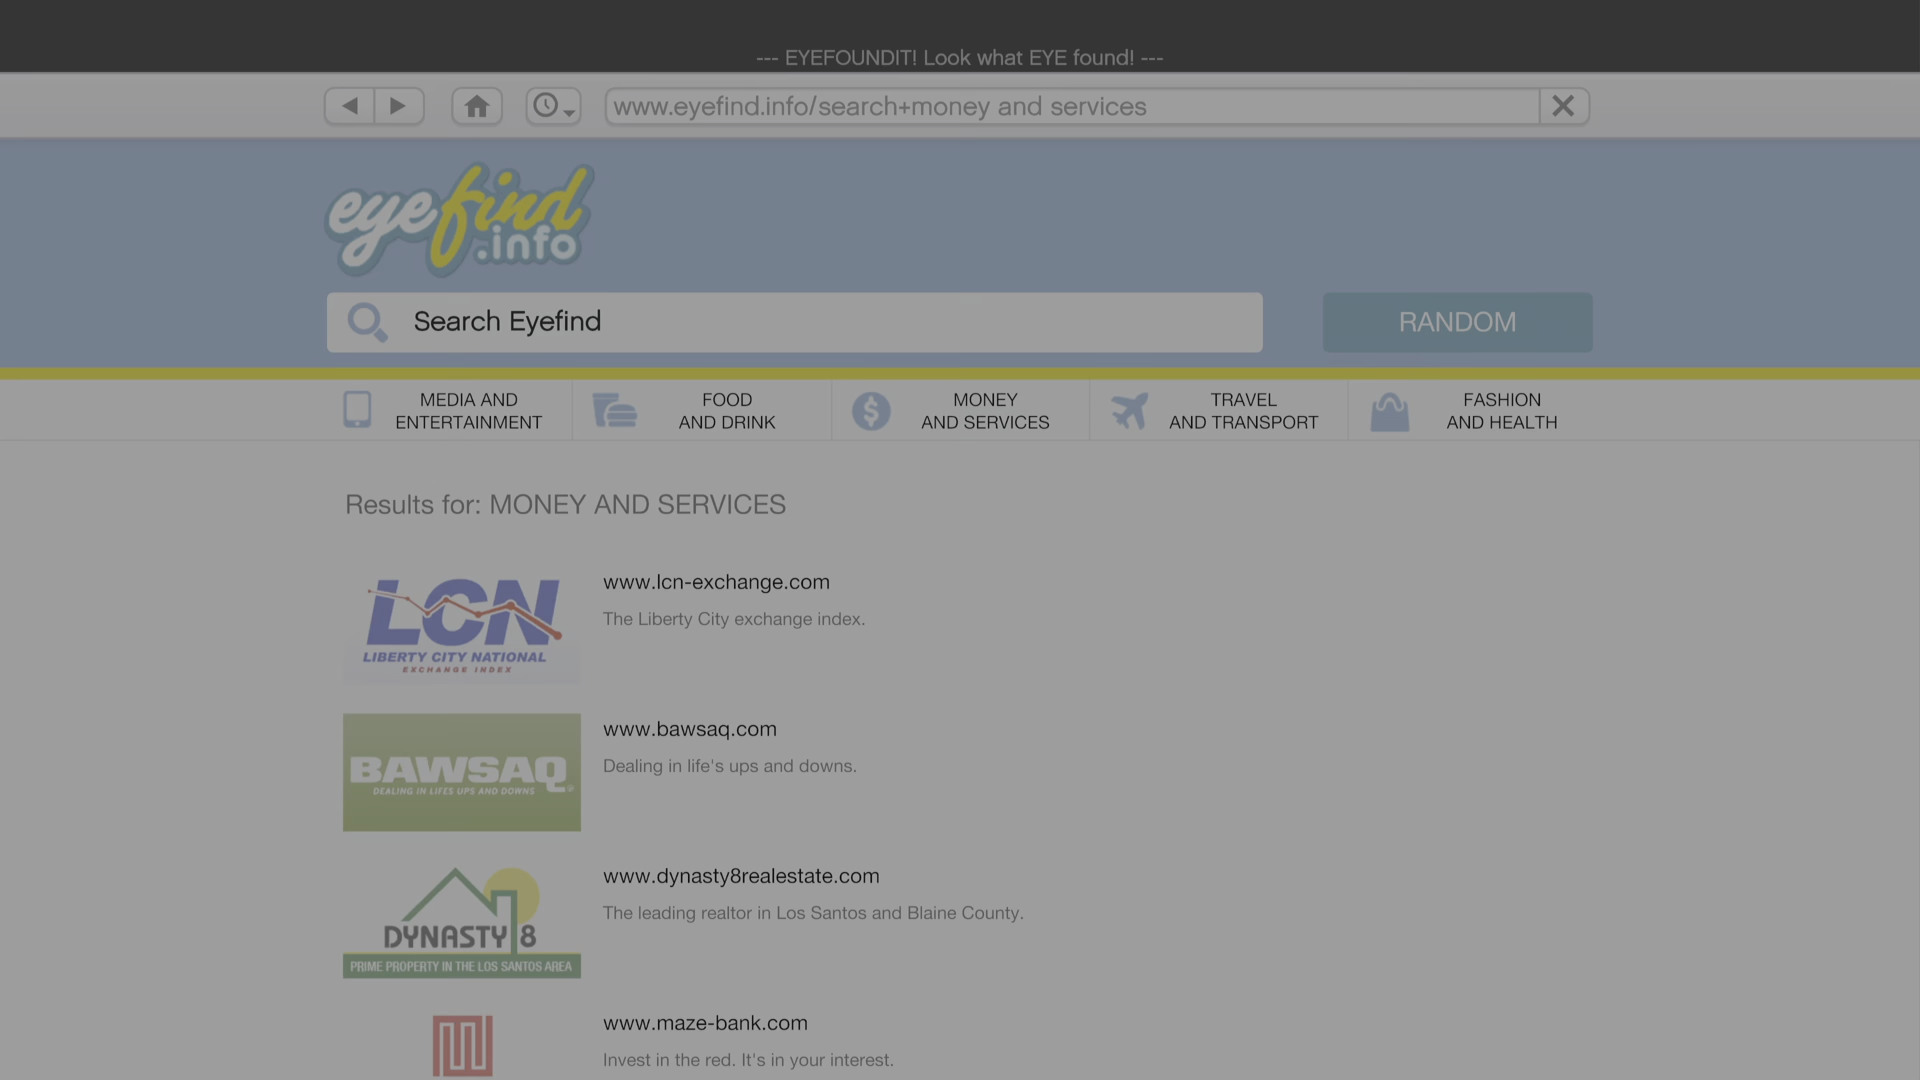 --- EYEFOUNDIT! Look what EYE found! ---
www.eyefind.info/search+money and services
eyefind
.info
Search Eyefind
RANDOM
MEDIA AND
ENTERTAINMENT
FOOD
AND DRINK
MONEY
AND SERVICES
TRAVEL
AND TRANSPORT
FASHION
AND HEALTH
Results for: MONEY AND SERVICES
LCN
LIBERTY CITY NATIONAL
EXCHANGE INDEX
www.lcn-exchange.com
The Liberty City exchange index.
BAWSAQ
DEALING IN LIFES UPS AND DOWNS
www.bawsaq.com
Dealing in life's ups and downs.
DYNASTY 8
PRIME PROPERTY IN THE LOS SANTOS AREA
www.dynasty8realestate.com
The leading realtor in Los Santos and Blaine County.
www.maze-bank.com
Invest in the red. It's in your interest.